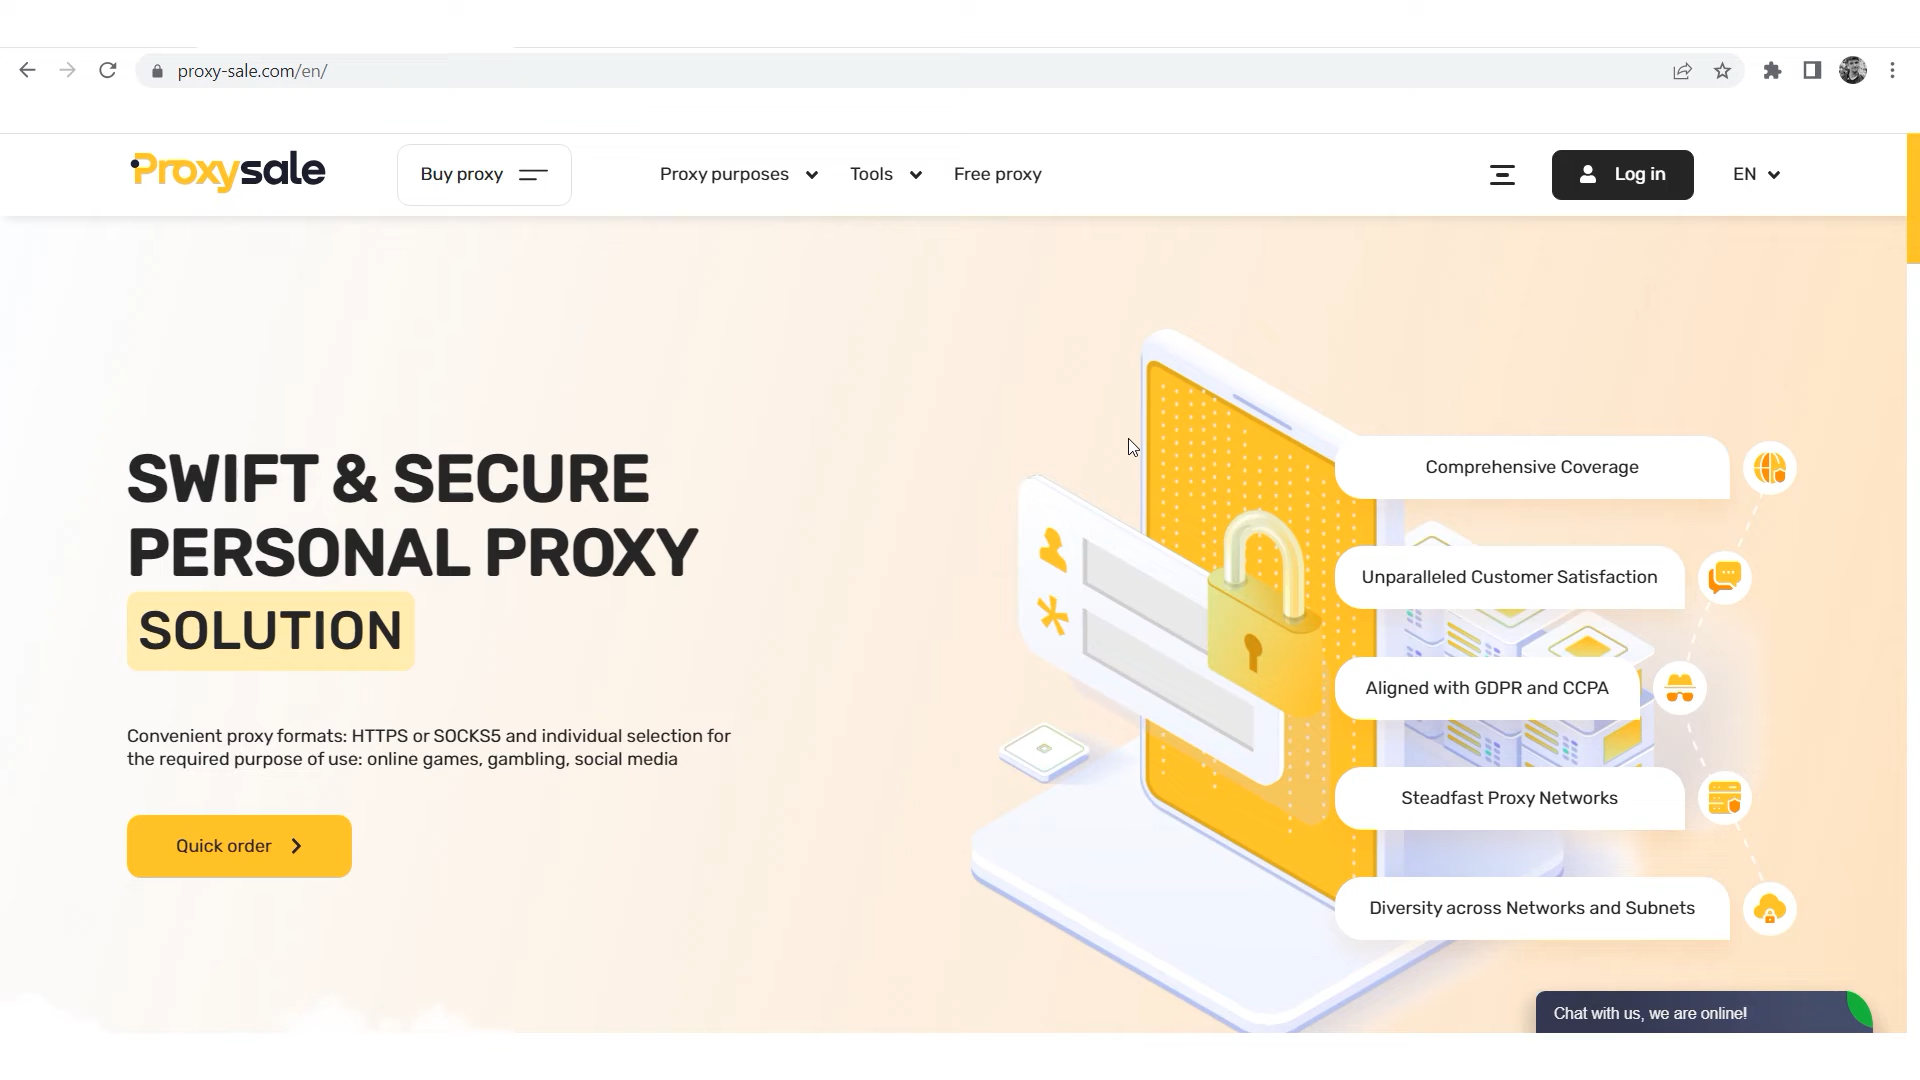 proxy-sale.com/en/
Proxysale
Buy proxy
Proxy purposes
Tools
Free proxy
Log in
EN
SWIFT & SECURE
PERSONAL PROXY
SOLUTION
Convenient proxy formats: HTTPS or SOCKS5 and individual selection for
the required purpose of use: online games, gambling, social media
Quick order
Comprehensive Coverage
Unparalleled Customer Satisfaction
Aligned with GDPR and CCPA
Steadfast Proxy Networks
Diversity across Networks and Subnets
Chat with us, we are online!